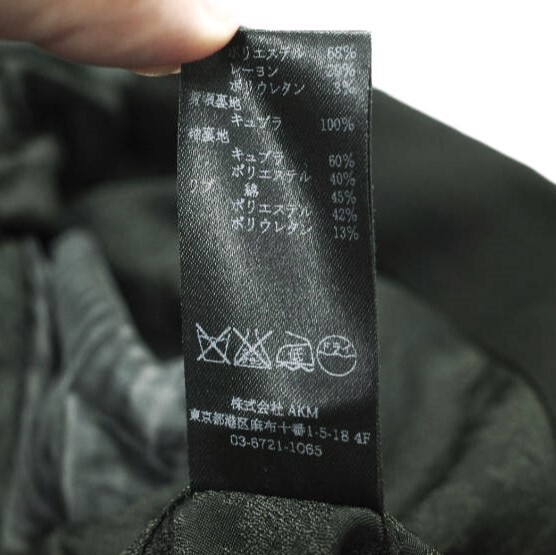 ポリエステル 68%
レーヨン 29%
ポリウレタン 3%
裏地
キュプラ 100%
袖裏地
キュプラ 60%
ポリエステル 40%
リブ 綿 45%
ポリエステル 42%
ポリウレタン 13%
株式会社 AKM
東京都港区麻布十番1-5-18 4F
03-6721-1065